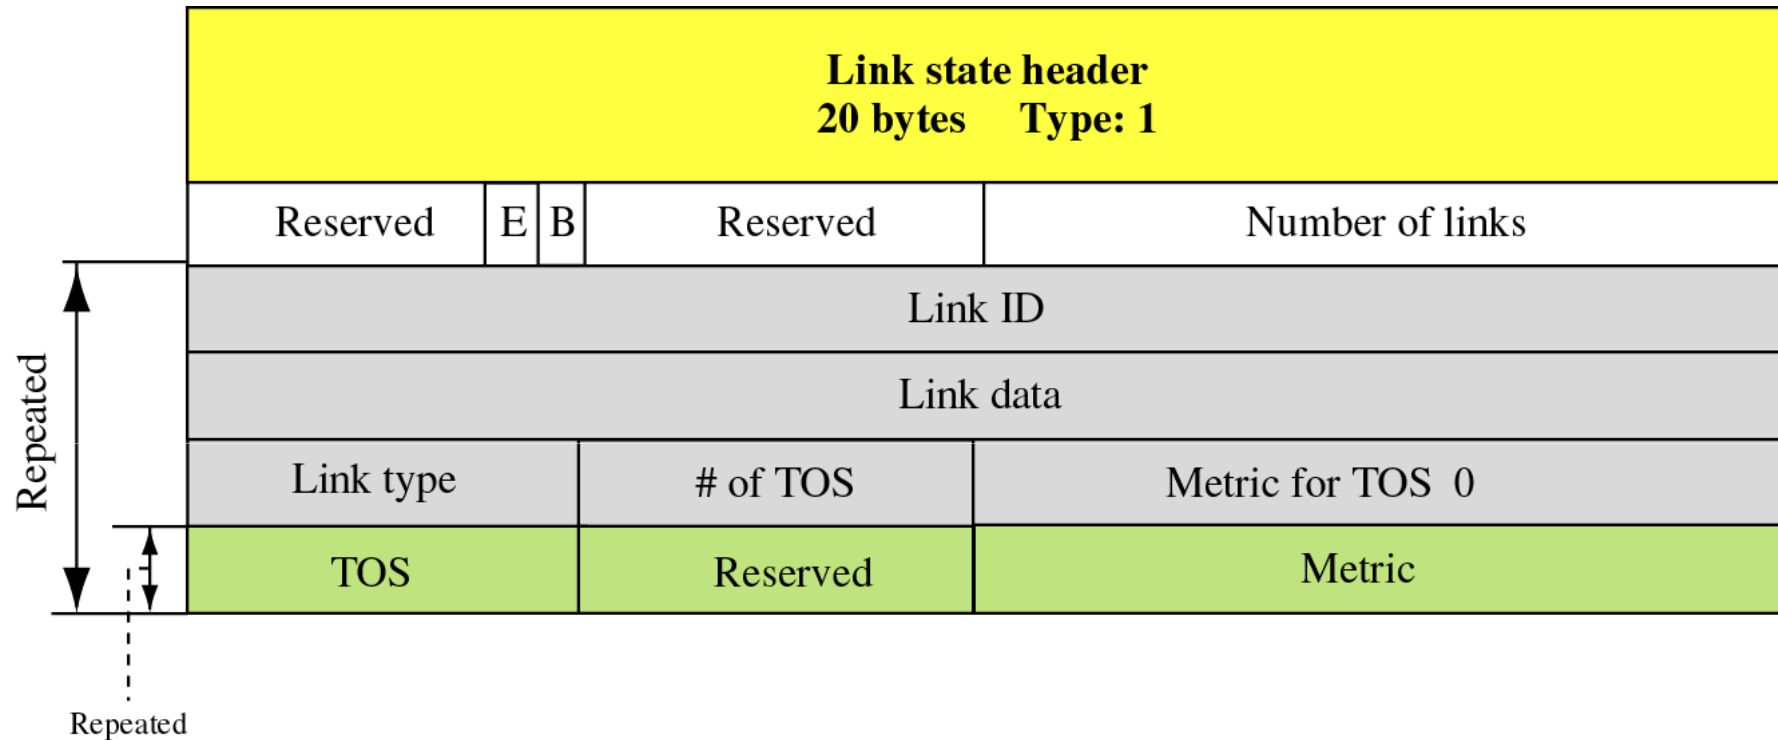 Link state header
20 bytes Type: 1
Reserved E B Reserved Number of links
Link ID
Link data
Link type # of TOS Metric for TOS 0
TOS Reserved Metric
Repeated
Repeated